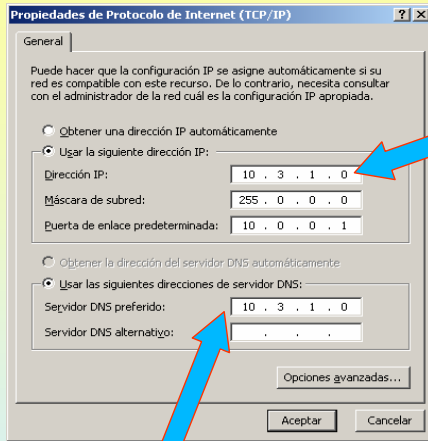 Propiedades de Protocolo de Internet (TCP/IP)
General
Puede hacer que la configuración IP se asigne automáticamente si su
red es compatible con este recurso. De lo contrario, necesita consultar
con el administrador de la red cuál es la configuración IP apropiada.
Obtener una dirección IP automáticamente
Usar la siguiente dirección IP:
Dirección IP: 10 . 3 . 1 . 0
Máscara de subred: 255 . 0 . 0 . 0
Puerta de enlace predeterminada: 10 . 0 . 0 . 1
Obtener la dirección del servidor DNS automáticamente
Usar las siguientes direcciones de servidor DNS:
Servidor DNS preferido: 10 . 3 . 1 . 0
Servidor DNS alternativo: . . .
Opciones avanzadas...
Aceptar Cancelar